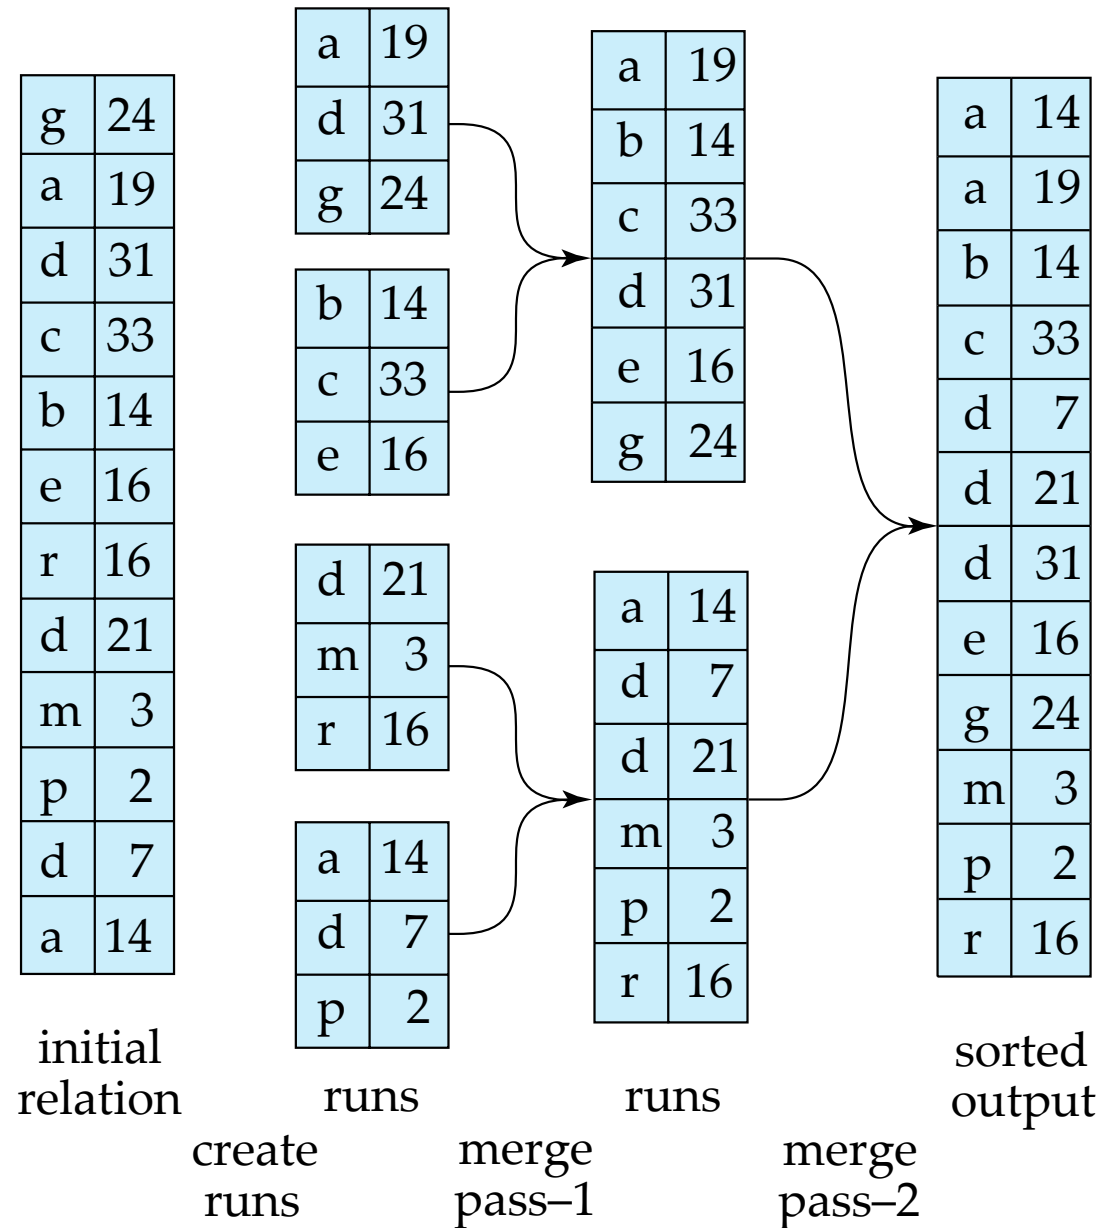 g 24
a 19
d 31
c 33
b 14
e 16
r 16
d 21
m 3
p 2
d 7
a 14
initial
relation
a 19
d 31
g 24
b 14
c 33
e 16
d 21
m 3
r 16
a 14
d 7
p 2
runs
a 19
b 14
c 33
d 31
e 16
g 24
a 14
d 7
d 21
m 3
p 2
r 16
runs
a 14
a 19
b 14
c 33
d 7
d 21
d 31
e 16
g 24
m 3
p 2
r 16
sorted
output
create
runs
merge
pass–1
merge
pass–2